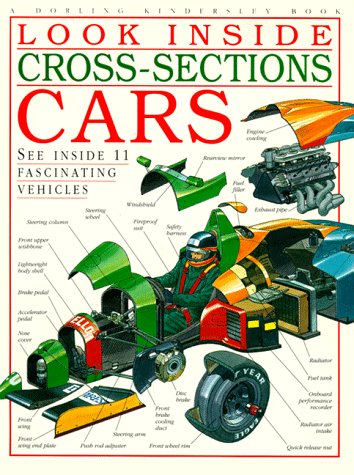 A DORLING KINDERSLEY BOOK
LOOK INSIDE
CROSS-SECTIONS
CARS
SEE INSIDE 11
FASCINATING
VEHICLES
Engine
cowling
Rearview mirror
Fuel
filler
Exhaust pipe
Windshield
Steering
wheel
Fireproof
suit
Safety
harness
Steering column
Front upper
wishbone
Lightweight
body shell
Brake pedal
Accelerator
pedal
Nose
cover
Front
wing
Front
wing end plate
Push rod adjuster
Steering arm
Front
brake
cooling
duct
Disc
brake
Front wheel rim
Radiator
Fuel tank
Onboard
performance
recorder
Radiator air
intake
Quick release nut
YEAR
EAGLE